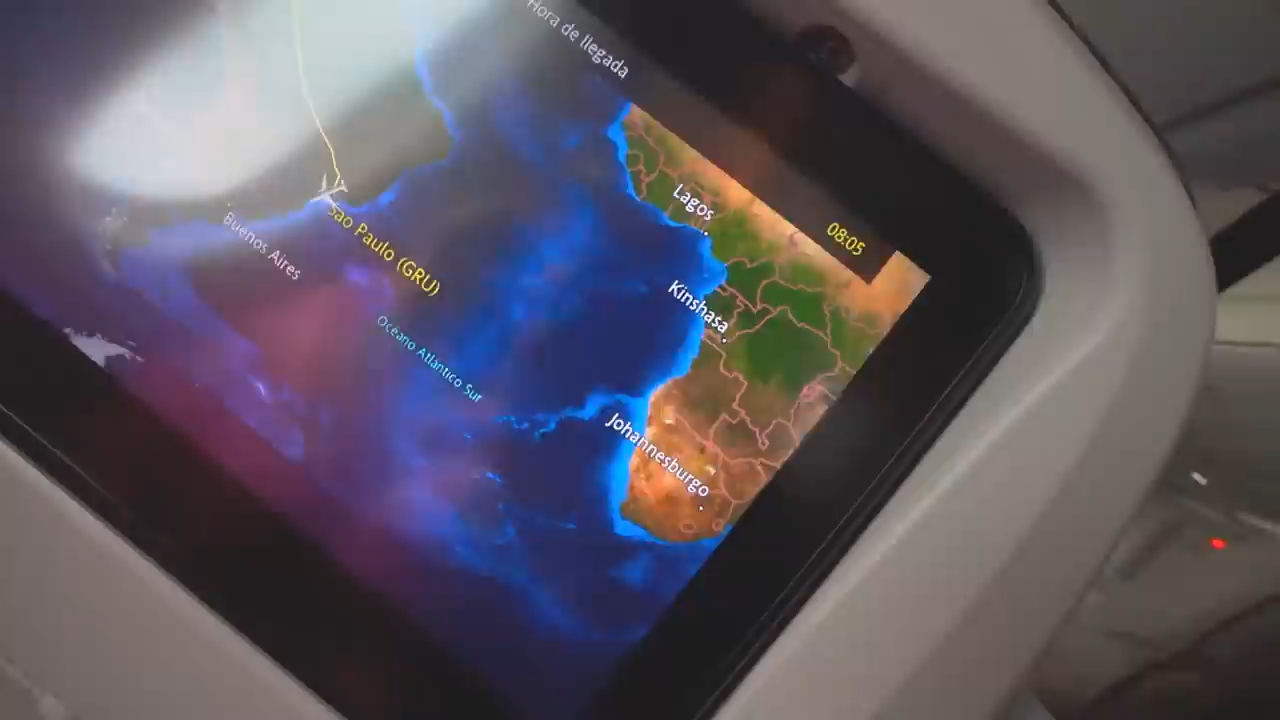 Hora de llegada
08:05
Lagos
Kinshasa
Johannesburgo
São Paulo (GRU)
Buenos Aires
Océano Atlántico Sur